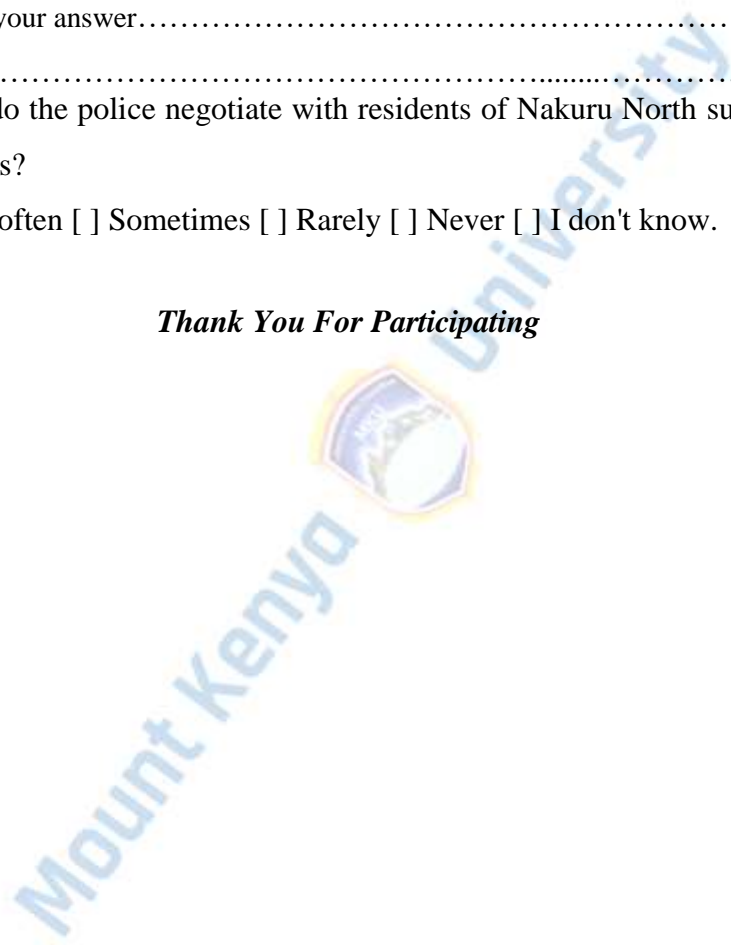 your answer……………………………………………………….…
…………………………………………………….........……………
do the police negotiate with residents of Nakuru North su
s?
often [ ] Sometimes [ ] Rarely [ ] Never [ ] I don't know.
Thank You For Participating
Mount Kenya University
MKU